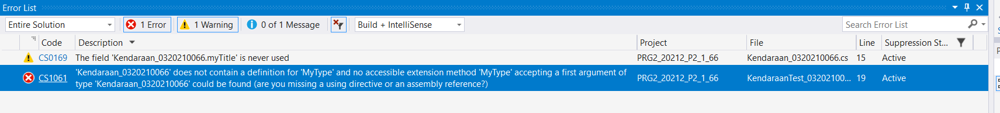 Error List
Entire Solution 1 Error 1 Warning 0 of 1 Message Build + IntelliSense Search Error List
Code Description Project File Line Suppression St...
CS0169 The field 'Kendaraan_0320210066.myTitle' is never used PRG2_20212_P2_1_66 Kendaraan_0320210066.cs 15 Active
CS1061 'Kendaraan_0320210066' does not contain a definition for 'MyType' and no accessible extension method 'MyType' accepting a first argument of
type 'Kendaraan_0320210066' could be found (are you missing a using directive or an assembly reference?) PRG2_20212_P2_1_66 KendaraanTest_03202100... 19 Active